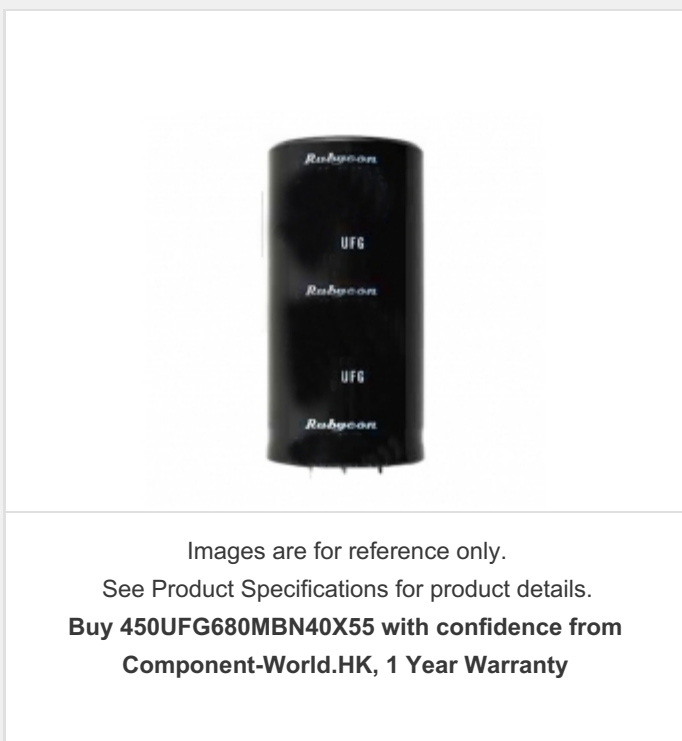 Rubycon
UFG
Rubycon
UFG
Rubycon
Images are for reference only.
See Product Specifications for product details.
Buy 450UFG680MBN40X55 with confidence from
Component-World.HK, 1 Year Warranty